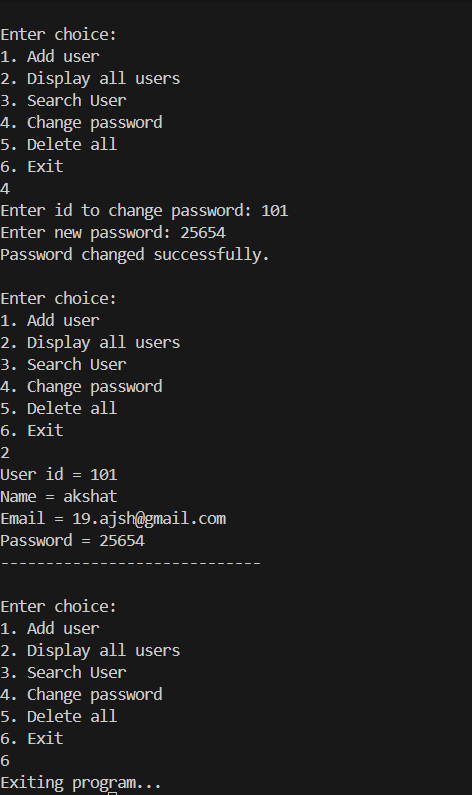 Enter choice:
1. Add user
2. Display all users
3. Search User
4. Change password
5. Delete all
6. Exit
4
Enter id to change password: 101
Enter new password: 25654
Password changed successfully.
Enter choice:
1. Add user
2. Display all users
3. Search User
4. Change password
5. Delete all
6. Exit
2
User id = 101
Name = akshat
Email = 19.ajsh@gmail.com
Password = 25654
-----------------------------
Enter choice:
1. Add user
2. Display all users
3. Search User
4. Change password
5. Delete all
6. Exit
6
Exiting program...